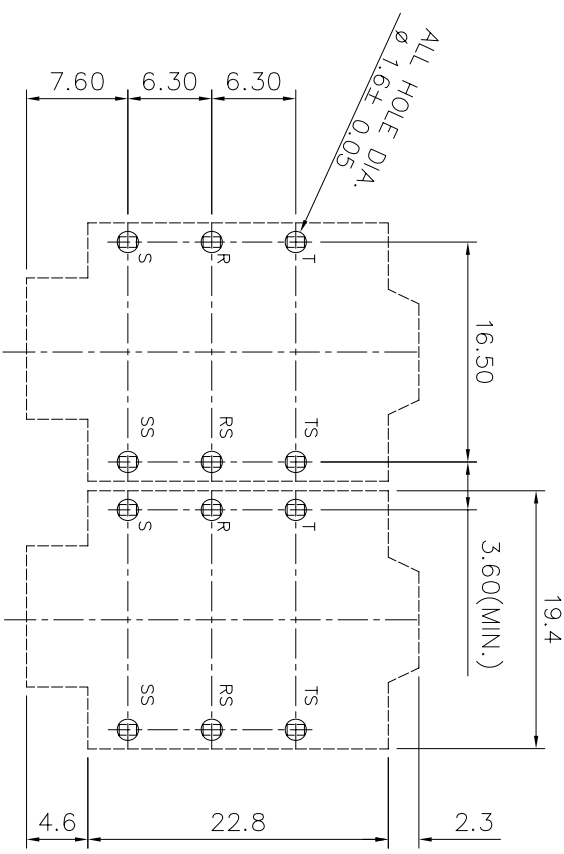 ALL HOLE DIA.
ø 1.6± 0.05
7.60
6.30
6.30
16.50
3.60(MIN.)
19.4
S
R
T
SS
RS
TS
S
R
T
SS
RS
TS
4.6
22.8
2.3